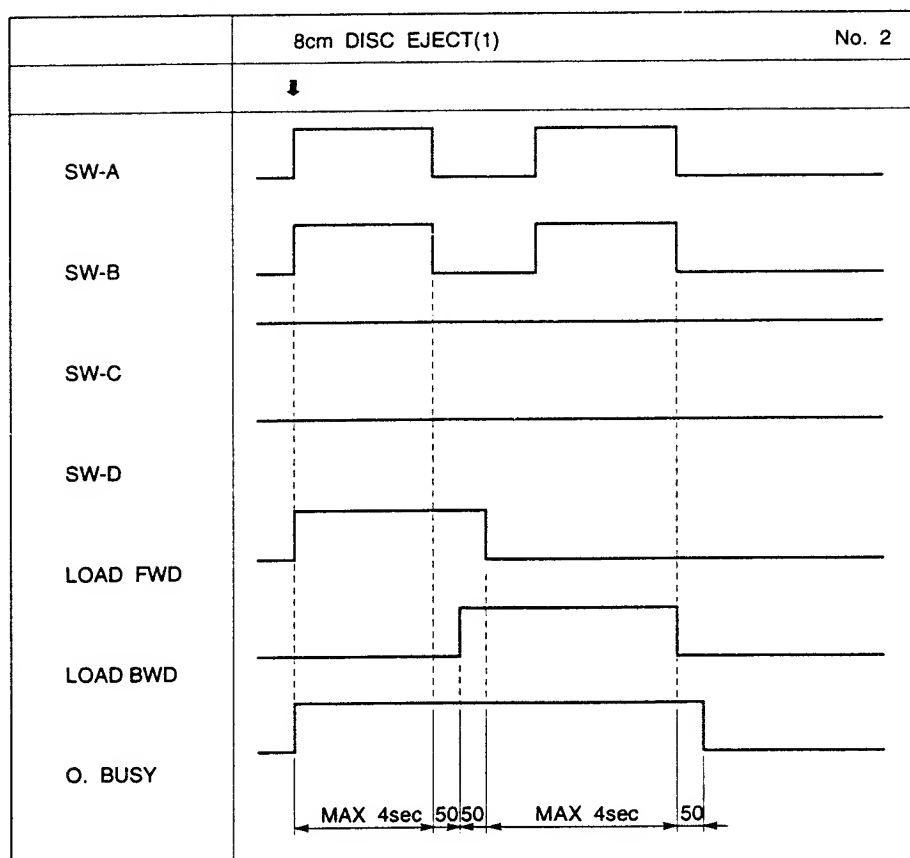 8cm DISC EJECT(1) No. 2
SW-A
SW-B
SW-C
SW-D
LOAD FWD
LOAD BWD
O. BUSY
MAX 4sec 50 50 MAX 4sec 50